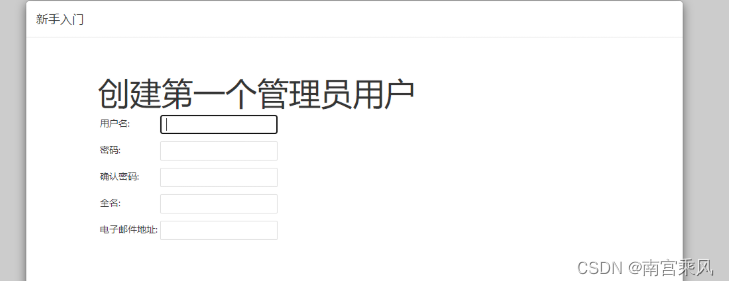 新手入门
创建第一个管理员用户
用户名:
密码:
确认密码:
全名:
电子邮件地址:
CSDN @南宫乘风